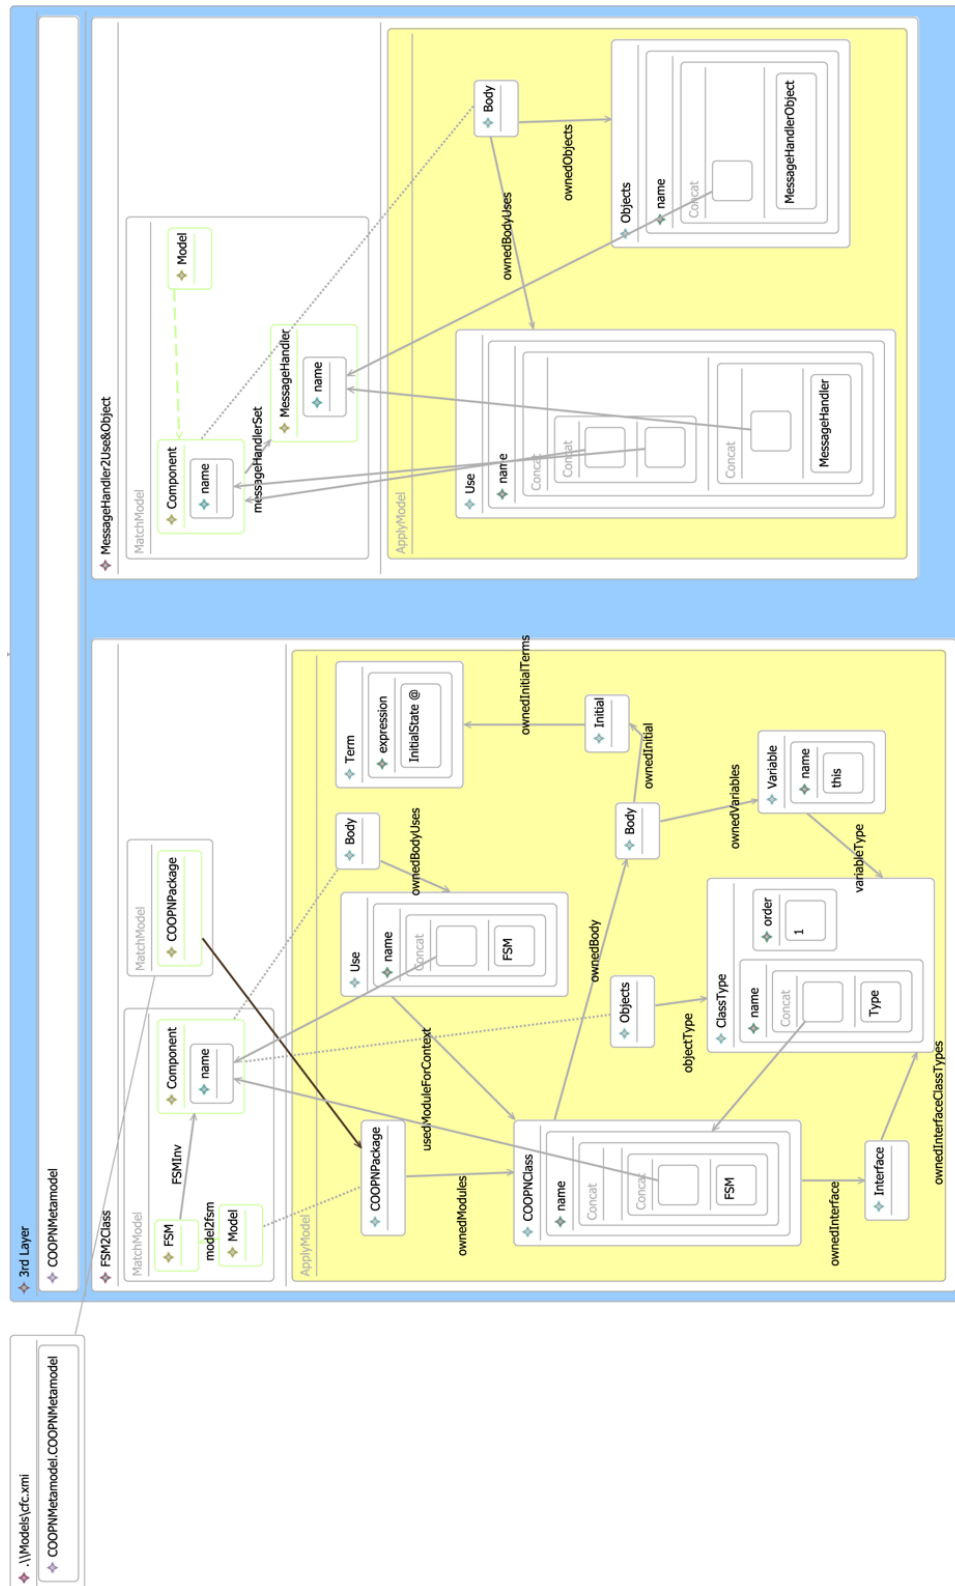 .\\Models\cfc.xmi
COOPNMetamodel.COOPNMetamodel
3rd Layer
COOPNMetamodel
FSM2Class
MatchModel
FSM
FSMInv
model2fsm
Model
Component
name
MatchModel
COOPNPackage
ApplyModel
COOPNPackage
ownedModules
usedModuleForContext
Use
name
Concat
FSM
Body
ownedBodyUses
Term
expression
InitialState @
ownedInitialTerms
COOPNClass
name
Concat
Concat
FSM
ownedBody
Body
ownedInitial
Initial
Objects
objectType
ownedVariables
Variable
name
this
variableType
ClassType
name
Concat
Type
order
1
ownedInterface
Interface
ownedInterfaceClassTypes
MessageHandler2Use&Object
MatchModel
Component
name
Model
messageHandlerSet
MessageHandler
name
ApplyModel
Use
name
Concat
Concat
Concat
MessageHandler
ownedBodyUses
Body
ownedObjects
Objects
name
Concat
MessageHandlerObject